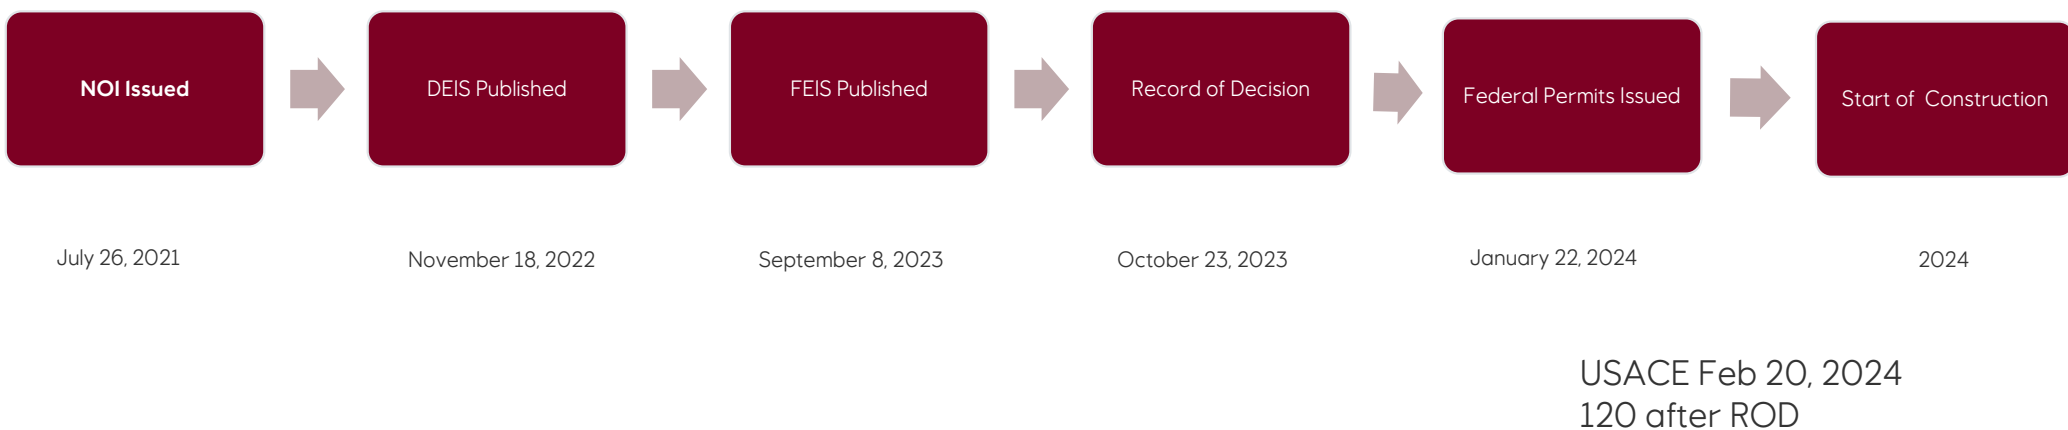 NOI Issued
DEIS Published
FEIS Published
Record of Decision
Federal Permits Issued
Start of Construction
July 26, 2021
November 18, 2022
September 8, 2023
October 23, 2023
January 22, 2024
2024
USACE Feb 20, 2024
120 after ROD